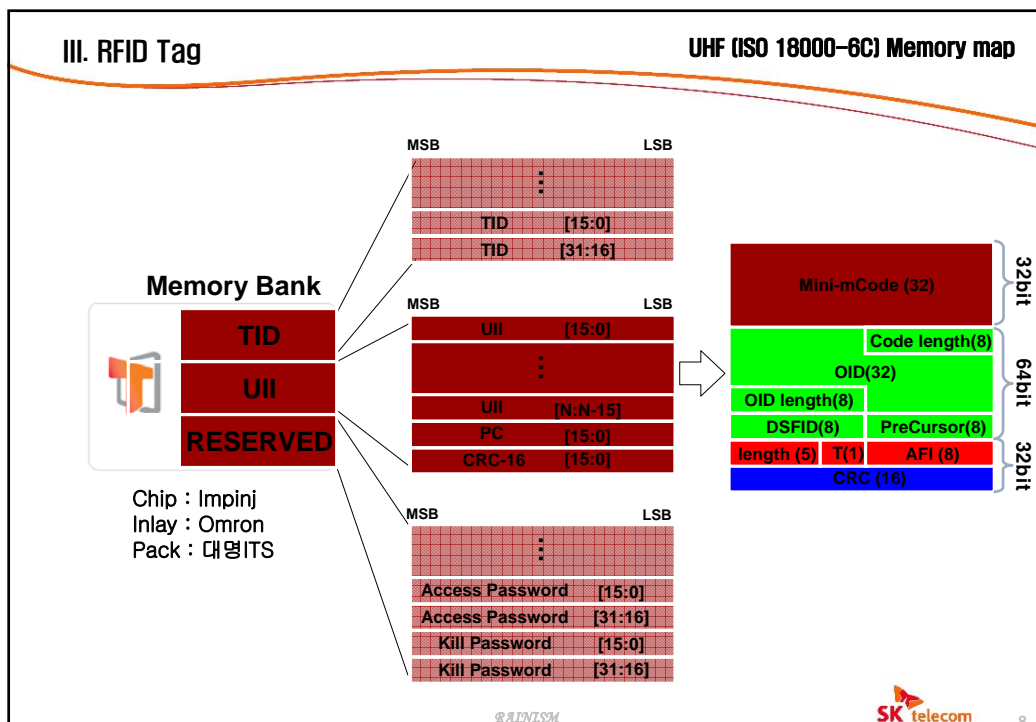 III. RFID Tag
UHF (ISO 18000-6C) Memory map
MSB LSB
⋮
TID [15:0]
TID [31:16]
Memory Bank
TID
UII
RESERVED
Chip : Impinj
Inlay : Omron
Pack : 대명ITS
MSB LSB
UII [15:0]
⋮
UII [N:N-15]
PC [15:0]
CRC-16 [15:0]
MSB LSB
⋮
Access Password [15:0]
Access Password [31:16]
Kill Password [15:0]
Kill Password [31:16]
Mini-mCode (32)
Code length(8)
OID(32)
OID length(8)
DSFID(8) PreCursor(8)
length (5) T(1) AFI (8)
CRC (16)
32bit
64bit
32bit
RAINISM
SK telecom